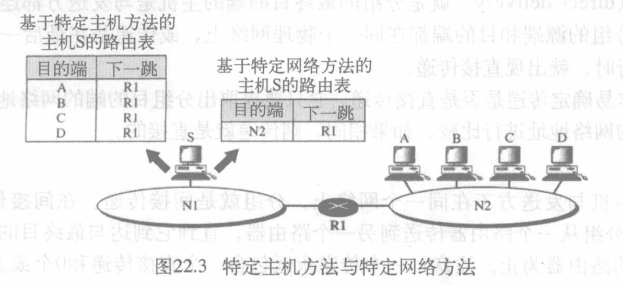 基于特定主机方法的
主机S的路由表
目的端 下一跳
A R1
B R1
C R1
D R1
基于特定网络方法的
主机S的路由表
目的端 下一跳
N2 R1
S
A B C D
N1
R1
N2
图22.3 特定主机方法与特定网络方法